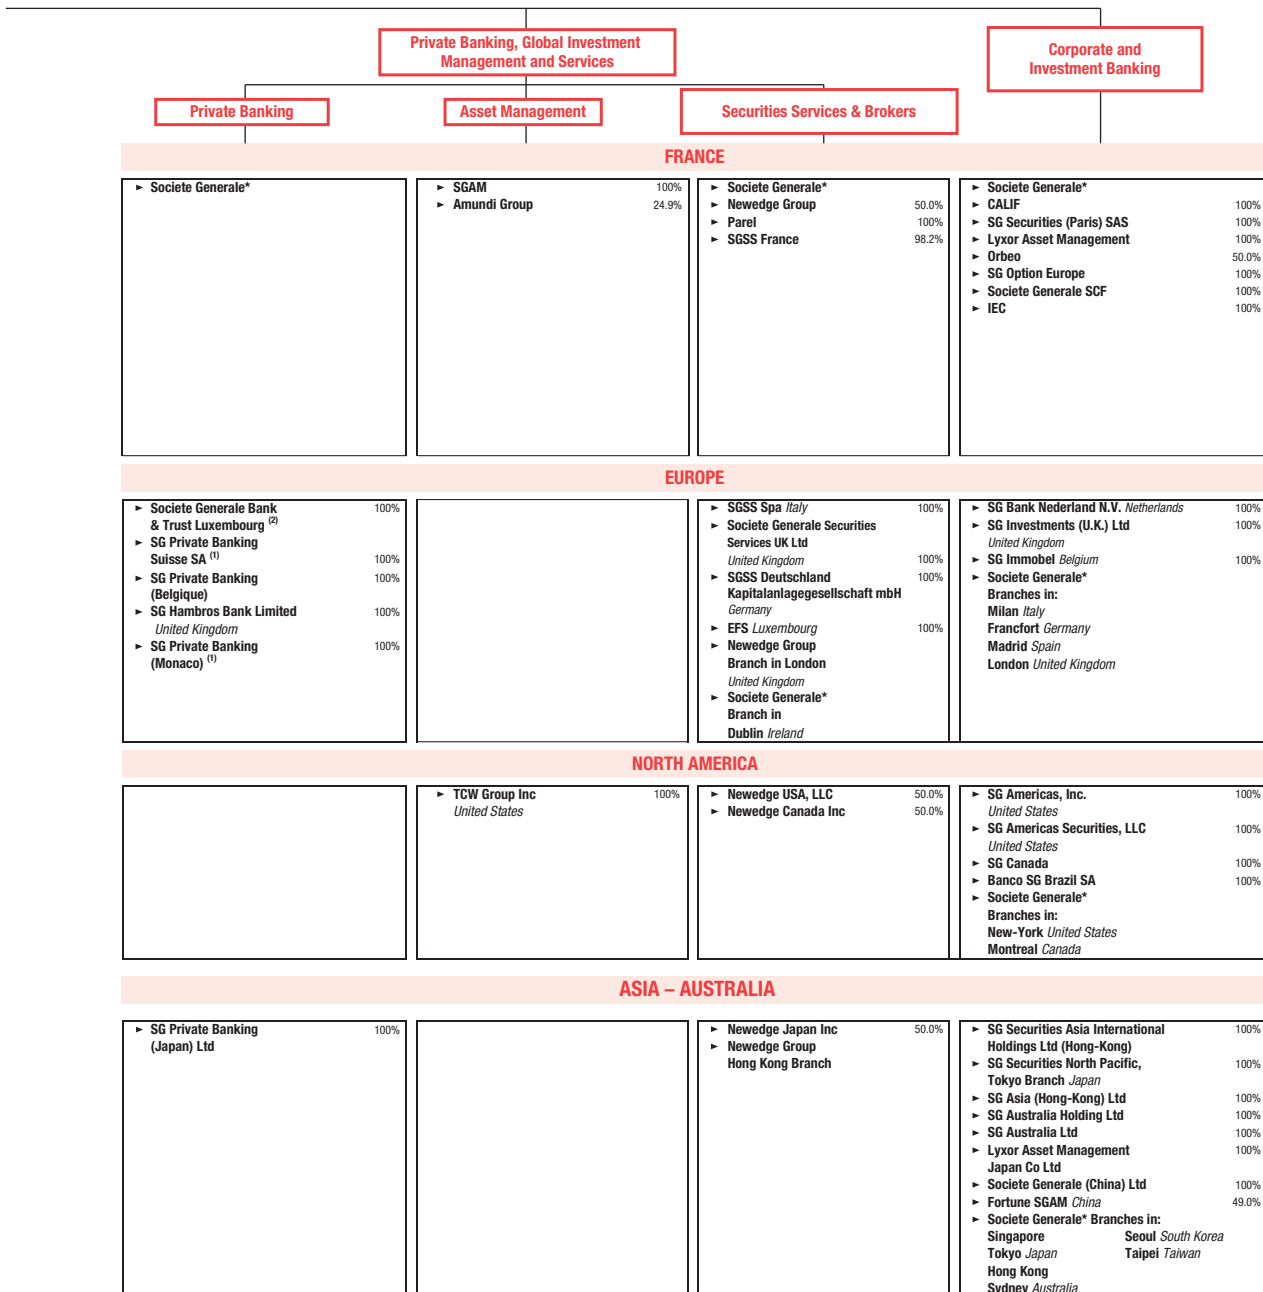 Private Banking, Global Investment
Management and Services
Corporate and
Investment Banking
Private Banking
Asset Management
Securities Services & Brokers
FRANCE
► Societe Generale*
► SGAM 100%
► Amundi Group 24.9%
► Societe Generale*
► Newedge Group 50.0%
► Parel 100%
► SGSS France 98.2%
► Societe Generale*
► CALIF 100%
► SG Securities (Paris) SAS 100%
► Lyxor Asset Management 100%
► Orbeo 50.0%
► SG Option Europe 100%
► Societe Generale SCF 100%
► IEC 100%
EUROPE
► Societe Generale Bank 100%
& Trust Luxembourg (2)
► SG Private Banking
Suisse SA (1) 100%
► SG Private Banking 100%
(Belgique)
► SG Hambros Bank Limited 100%
United Kingdom
► SG Private Banking 100%
(Monaco) (1)
► SGSS Spa Italy 100%
► Societe Generale Securities
Services UK Ltd
United Kingdom 100%
► SGSS Deutschland 100%
Kapitalanlagegesellschaft mbH
Germany
► EFS Luxembourg 100%
► Newedge Group
Branch in London
United Kingdom
► Societe Generale*
Branch in
Dublin Ireland
► SG Bank Nederland N.V. Netherlands 100%
► SG Investments (U.K.) Ltd 100%
United Kingdom
► SG Immobel Belgium 100%
► Societe Generale*
Branches in:
Milan Italy
Francfort Germany
Madrid Spain
London United Kingdom
NORTH AMERICA
► TCW Group Inc 100%
United States
► Newedge USA, LLC 50.0%
► Newedge Canada Inc 50.0%
► SG Americas, Inc. 100%
United States
► SG Americas Securities, LLC 100%
United States
► SG Canada 100%
► Banco SG Brazil SA 100%
► Societe Generale*
Branches in:
New-York United States
Montreal Canada
ASIA – AUSTRALIA
► SG Private Banking 100%
(Japan) Ltd
► Newedge Japan Inc 50.0%
► Newedge Group
Hong Kong Branch
► SG Securities Asia International 100%
Holdings Ltd (Hong-Kong)
► SG Securities North Pacific, 100%
Tokyo Branch Japan
► SG Asia (Hong-Kong) Ltd 100%
► SG Australia Holding Ltd 100%
► SG Australia Ltd 100%
► Lyxor Asset Management 100%
Japan Co Ltd
► Societe Generale (China) Ltd 100%
► Fortune SGAM China 49.0%
► Societe Generale* Branches in:
Singapore Seoul South Korea
Tokyo Japan Taipei Taiwan
Hong Kong
Sydney Australia